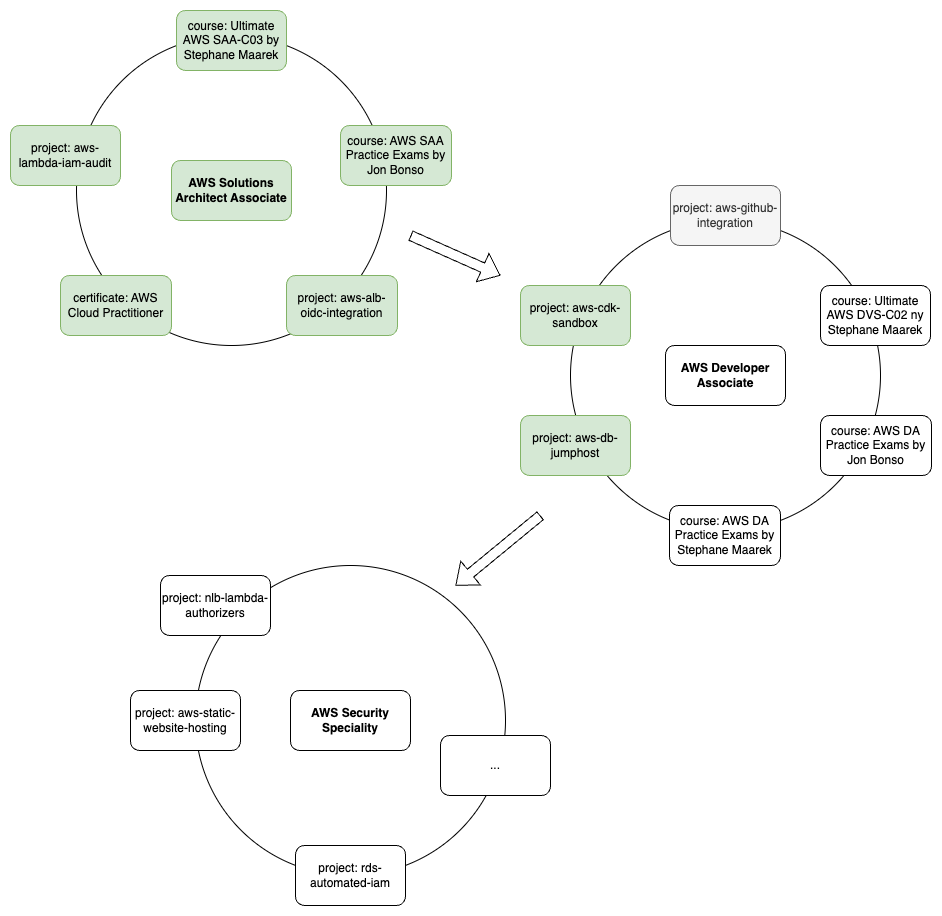 course: Ultimate
AWS SAA-C03 by
Stephane Maarek
project: aws-
lambda-iam-audit
course: AWS SAA
Practice Exams by
Jon Bonso
AWS Solutions
Architect Associate
certificate: AWS
Cloud Practitioner
project: aws-alb-
oidc-integration
project: aws-github-
integration
project: aws-cdk-
sandbox
course: Ultimate
AWS DVS-C02 ny
Stephane Maarek
AWS Developer
Associate
project: aws-db-
jumphost
course: AWS DA
Practice Exams by
Jon Bonso
course: AWS DA
Practice Exams by
Stephane Maarek
project: nlb-lambda-
authorizers
project: aws-static-
website-hosting
AWS Security
Speciality
...
project: rds-
automated-iam